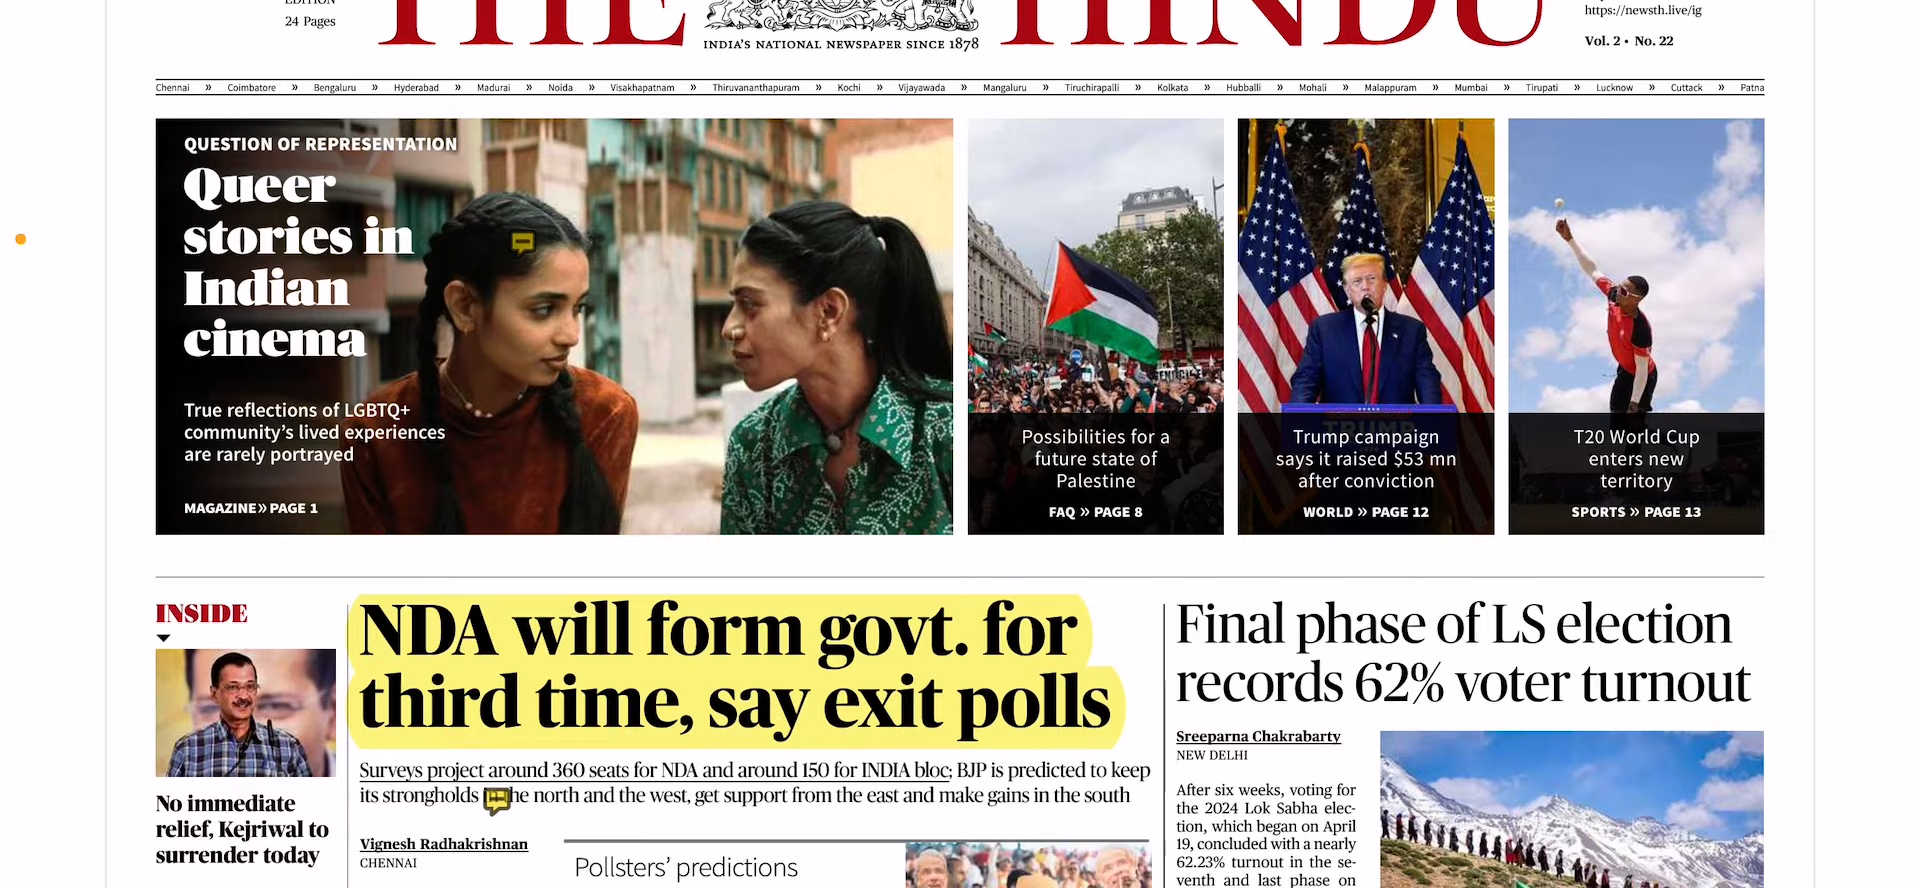 EDITION
24 Pages
THE HINDU
INDIA'S NATIONAL NEWSPAPER SINCE 1878
https://newsth.live/ig
Vol. 2 • No. 22
Chennai » Coimbatore » Bengaluru » Hyderabad » Madurai » Noida » Visakhapatnam » Thiruvananthapuram » Kochi » Vijayawada » Mangaluru » Tiruchirapalli » Kolkata » Hubballi » Mohali » Malappuram » Mumbai » Tirupati » Lucknow » Cuttack » Patna
QUESTION OF REPRESENTATION
Queer
stories in
Indian
cinema
True reflections of LGBTQ+
community's lived experiences
are rarely portrayed
MAGAZINE » PAGE 1
Possibilities for a
future state of
Palestine
FAQ » PAGE 8
TRUMP
Trump campaign
says it raised $53 mn
after conviction
WORLD » PAGE 12
T20 World Cup
enters new
territory
SPORTS » PAGE 13
INSIDE
No immediate
relief, Kejriwal to
surrender today
NDA will form govt. for
third time, say exit polls
Surveys project around 360 seats for NDA and around 150 for INDIA bloc; BJP is predicted to keep
its strongholds he north and the west, get support from the east and make gains in the south
Vignesh Radhakrishnan
CHENNAI
Pollsters' predictions
Final phase of LS election
records 62% voter turnout
Sreeparna Chakrabarty
NEW DELHI
After six weeks, voting for
the 2024 Lok Sabha elec-
tion, which began on April
19, concluded with a nearly
62.23% turnout in the se-
venth and last phase on